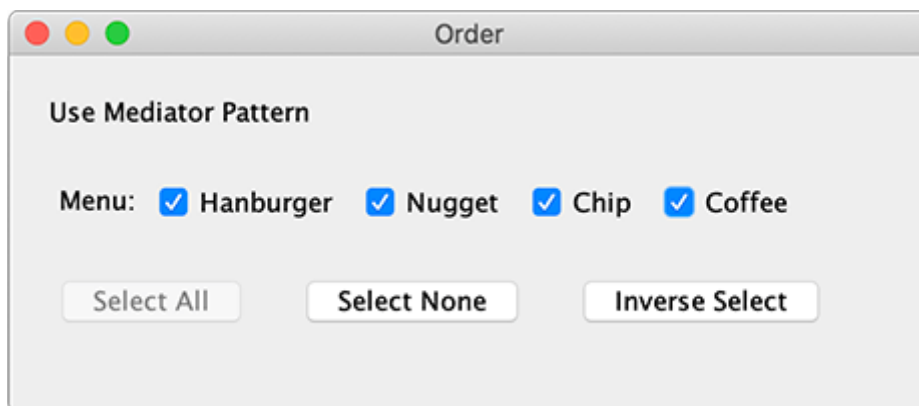 Order
Use Mediator Pattern
Menu: Hanburger Nugget Chip Coffee
Select All Select None Inverse Select